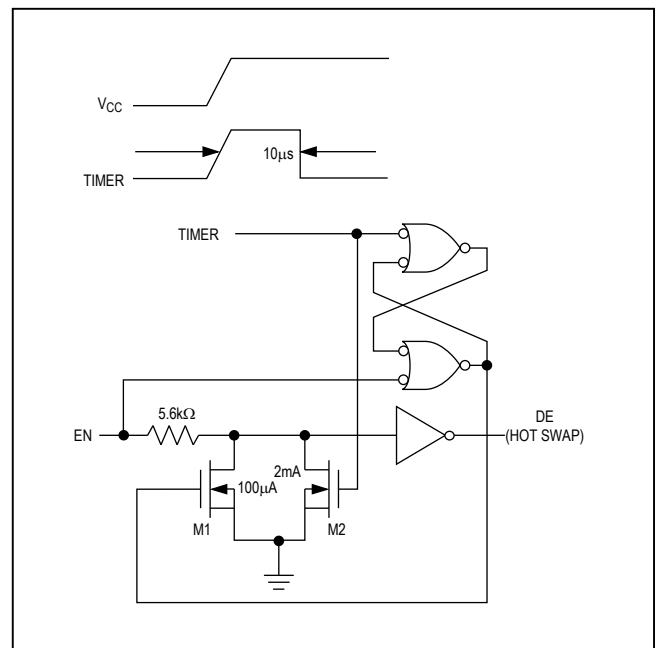 VCC
10μs
TIMER
TIMER
5.6kΩ
DE
(HOT SWAP)
EN
2mA
100μA
M1
M2